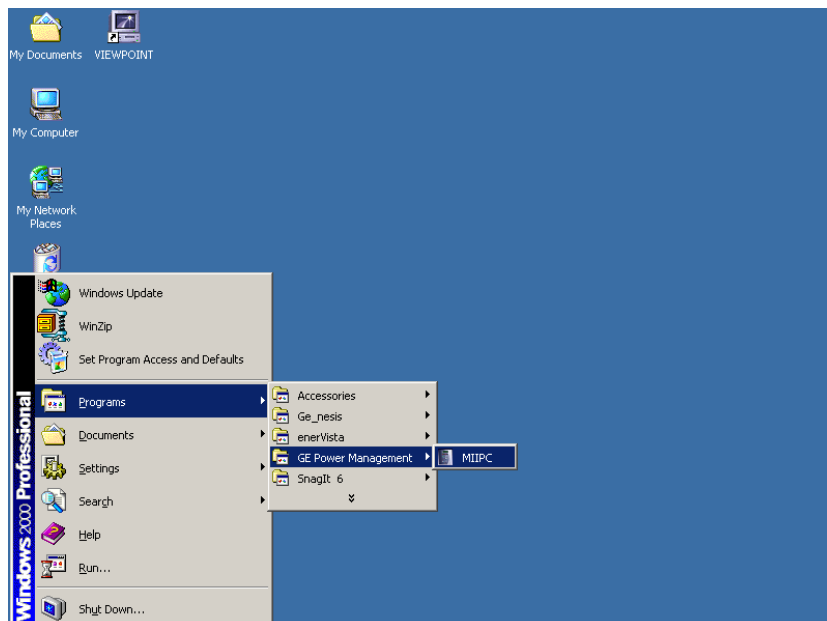 My Documents
VIEWPOINT
My Computer
My Network
Places
Windows Update
WinZip
Set Program Access and Defaults
Programs
Documents
Settings
Search
Help
Run...
Shut Down...
Windows 2000 Professional
Accessories
Ge_nesis
enerVista
GE Power Management
SnagIt 6
MIIPC